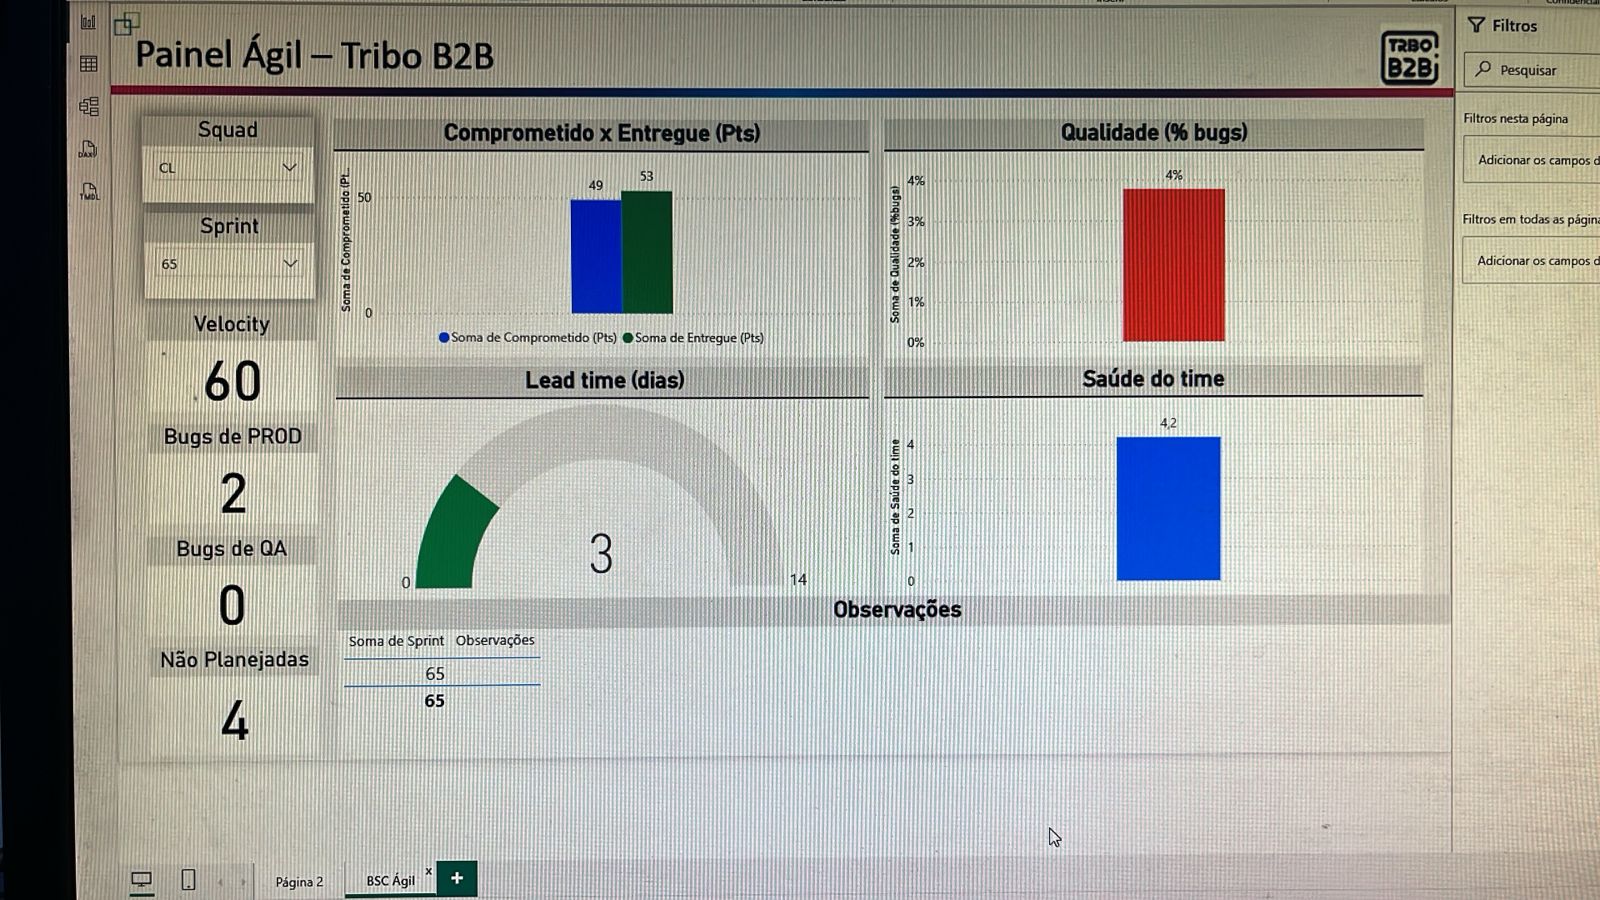 Painel Ágil – Tribo B2B
TRBO
B2B
Squad
CL
Sprint
65
Velocity
60
Bugs de PROD
2
Bugs de QA
0
Não Planejadas
4
Comprometido x Entregue (Pts)
Soma de Comprometido (Pt...
50
0
49
53
Soma de Comprometido (Pts)
Soma de Entregue (Pts)
Qualidade (% bugs)
Soma de Qualidade (%bugs)
4%
3%
2%
1%
0%
4%
Lead time (dias)
0
3
14
Saúde do time
Soma de Saúde do time
4
3
2
1
0
4,2
Observações
Soma de Sprint Observações
65
65
Filtros
Pesquisar
Filtros nesta página
Adicionar os campos d
Filtros em todas as página
Adicionar os campos d
DAX
TMDL
Página 2
BSC Ágil
x
+